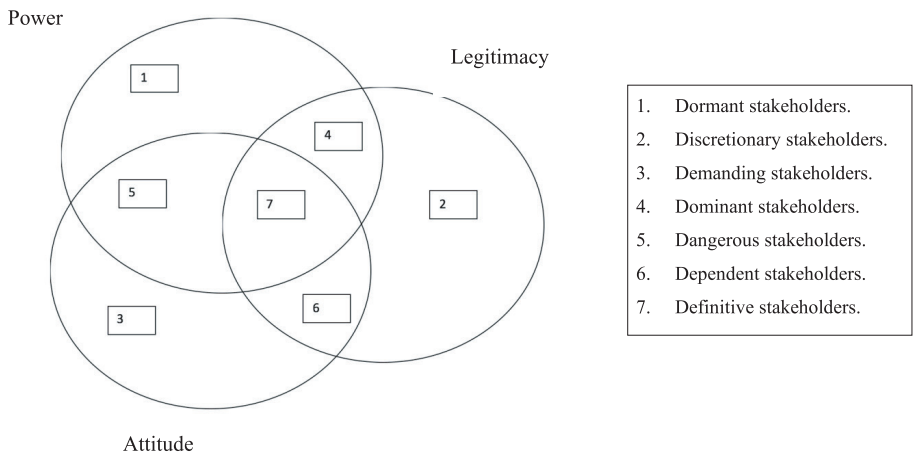 Power
Legitimacy
1
4
5
7
2
3
6
Attitude
1. Dormant stakeholders.
2. Discretionary stakeholders.
3. Demanding stakeholders.
4. Dominant stakeholders.
5. Dangerous stakeholders.
6. Dependent stakeholders.
7. Definitive stakeholders.